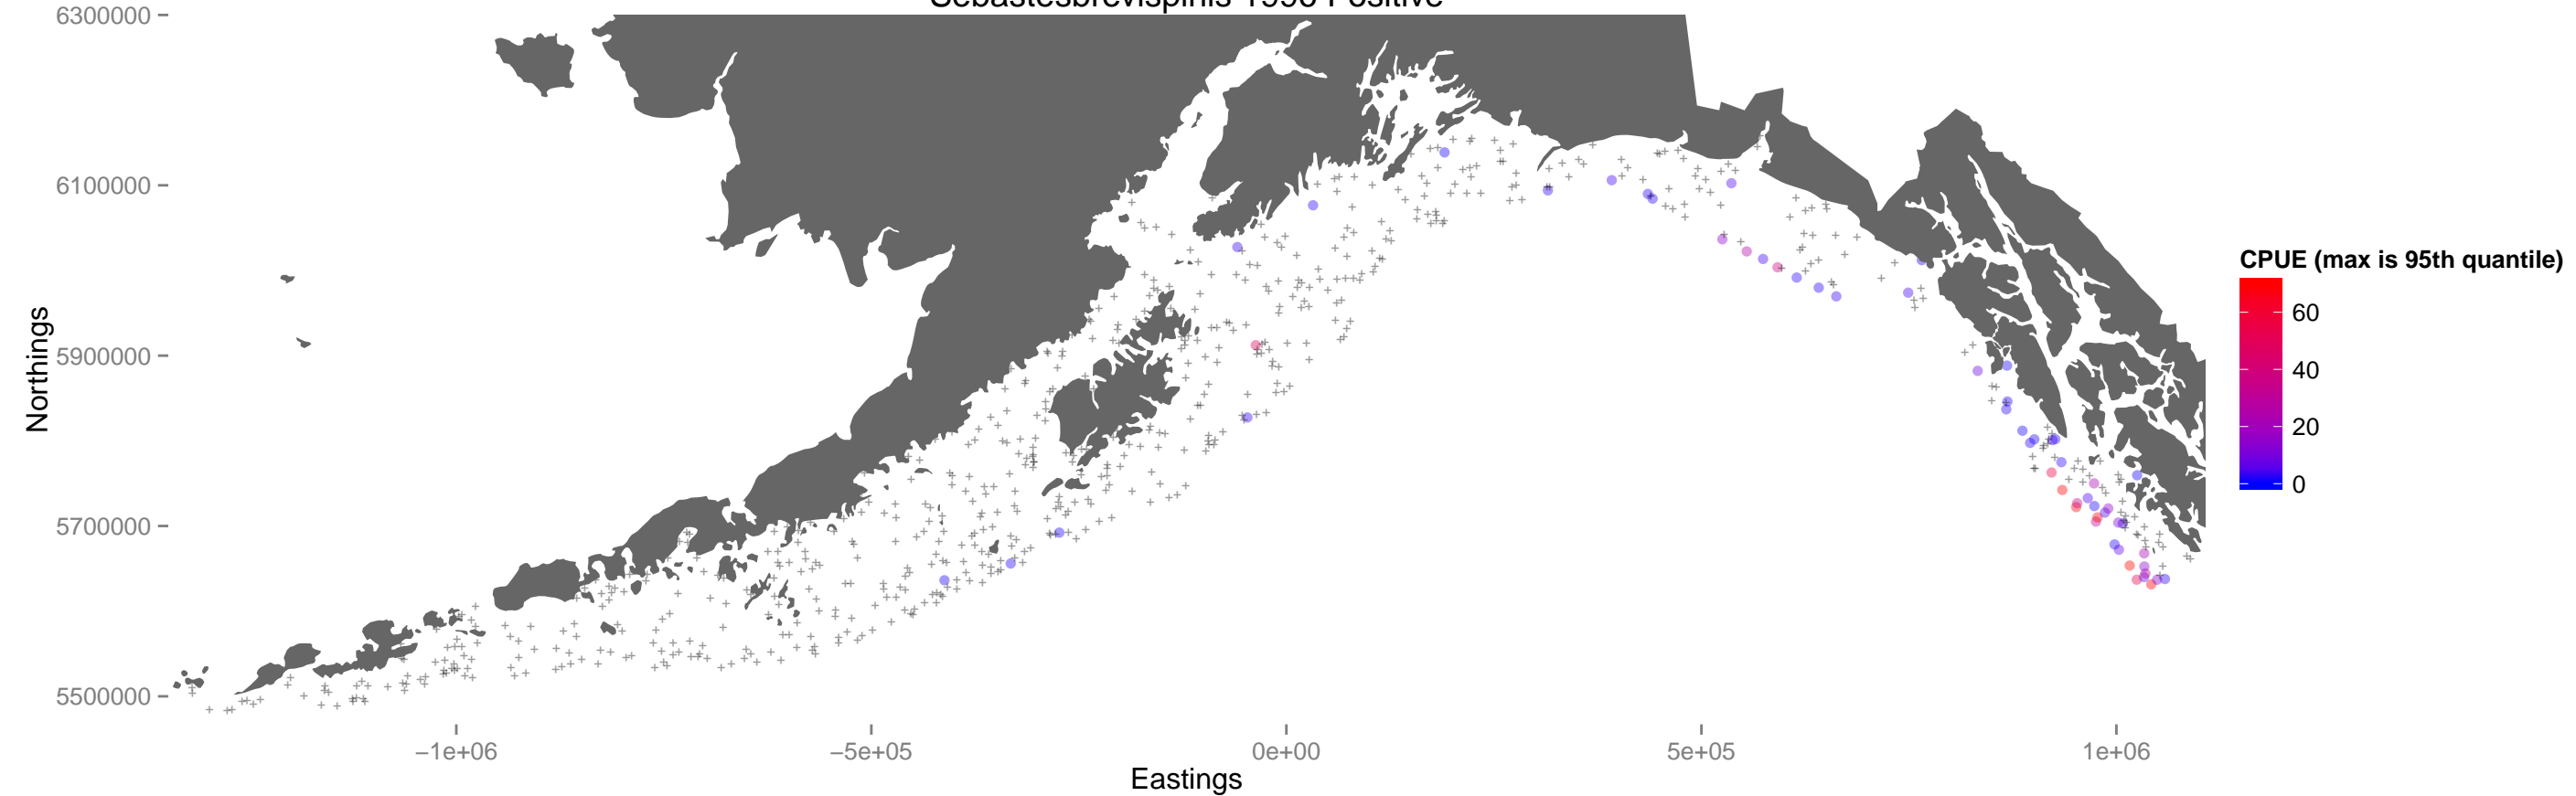 Sebastesbrevispinis 1996 Positive
6300000
6100000
5900000
5700000
5500000
Northings
−1e+06
−5e+05
0e+00
5e+05
1e+06
Eastings
CPUE (max is 95th quantile)
60
40
20
0